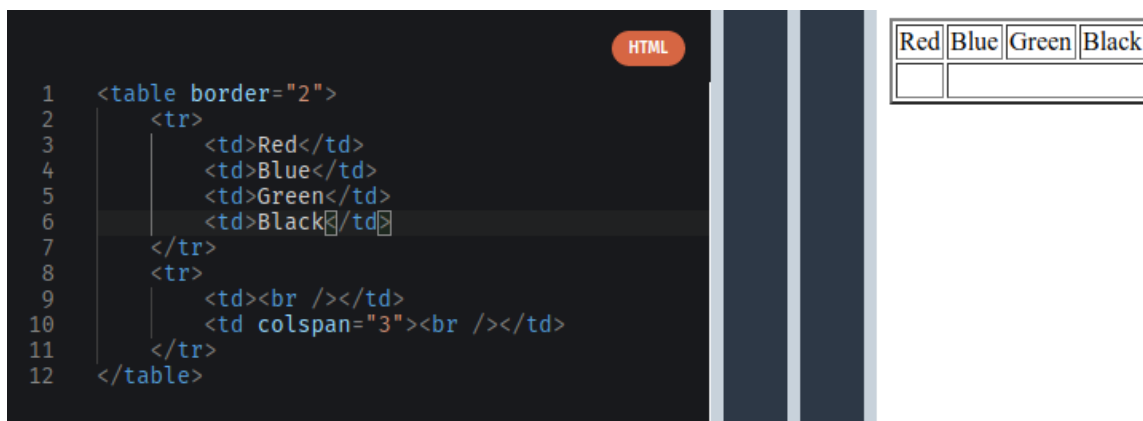 HTML
1 <table border="2">
2 <tr>
3 <td>Red</td>
4 <td>Blue</td>
5 <td>Green</td>
6 <td>Black</td>
7 </tr>
8 <tr>
9 <td><br /></td>
10 <td colspan="3"><br /></td>
11 </tr>
12 </table>
Red Blue Green Black